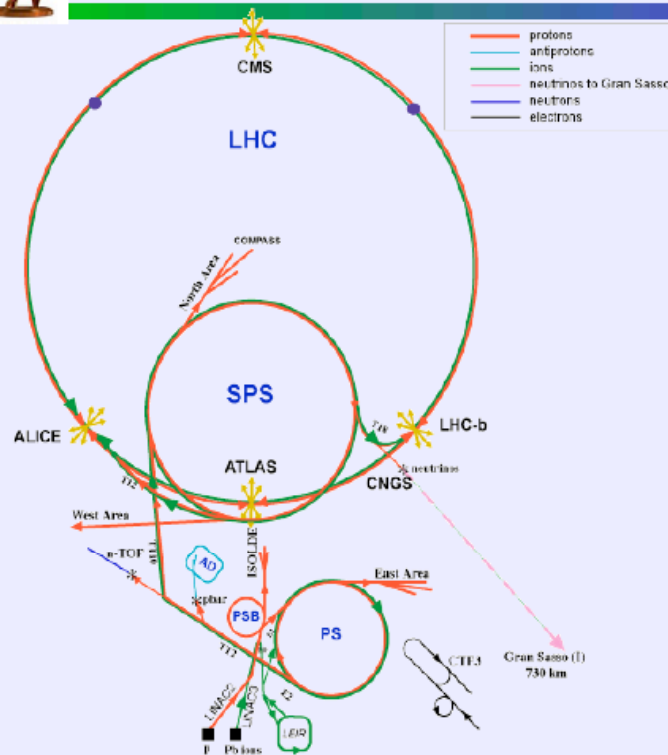 protons
antiprotons
ions
neutrinos to Gran Sasso
neutrons
electrons
CMS
LHC
COMPASS
North Area
SPS
ALICE
LHC-b
TI8
ATLAS
neutrinos
CNGS
TI2
West Area
n-TOF
AD
ISOLDE
East Area
pbar
PSB
PS
LINAC2
LINAC3
LEIR
CTF3
Gran Sasso (I)
730 km
p
Pb ions